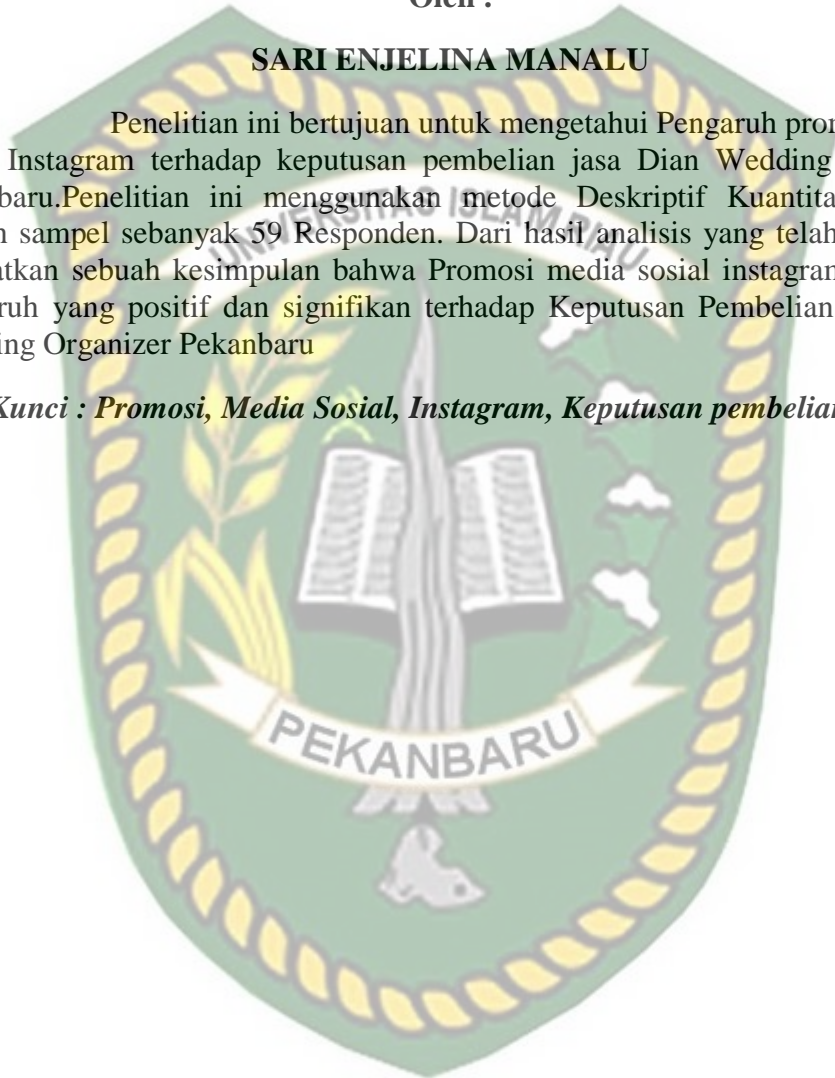 Oleh :
SARI ENJELINA MANALU
Penelitian ini bertujuan untuk mengetahui Pengaruh
Instagram terhadap keputusan pembelian jasa Dian Wedding
baru.Penelitian ini menggunakan metode Deskriptif
sampel sebanyak 59 Responden. Dari hasil analisis yang telah
atkan sebuah kesimpulan bahwa Promosi media sosial instagram
ruh yang positif dan signifikan terhadap Keputusan Pembelian
ing Organizer Pekanbaru
Kunci : Promosi, Media Sosial, Instagram, Keputusan pembelian
UNIVERSITAS ISLAM RIAU
PEKANBARU